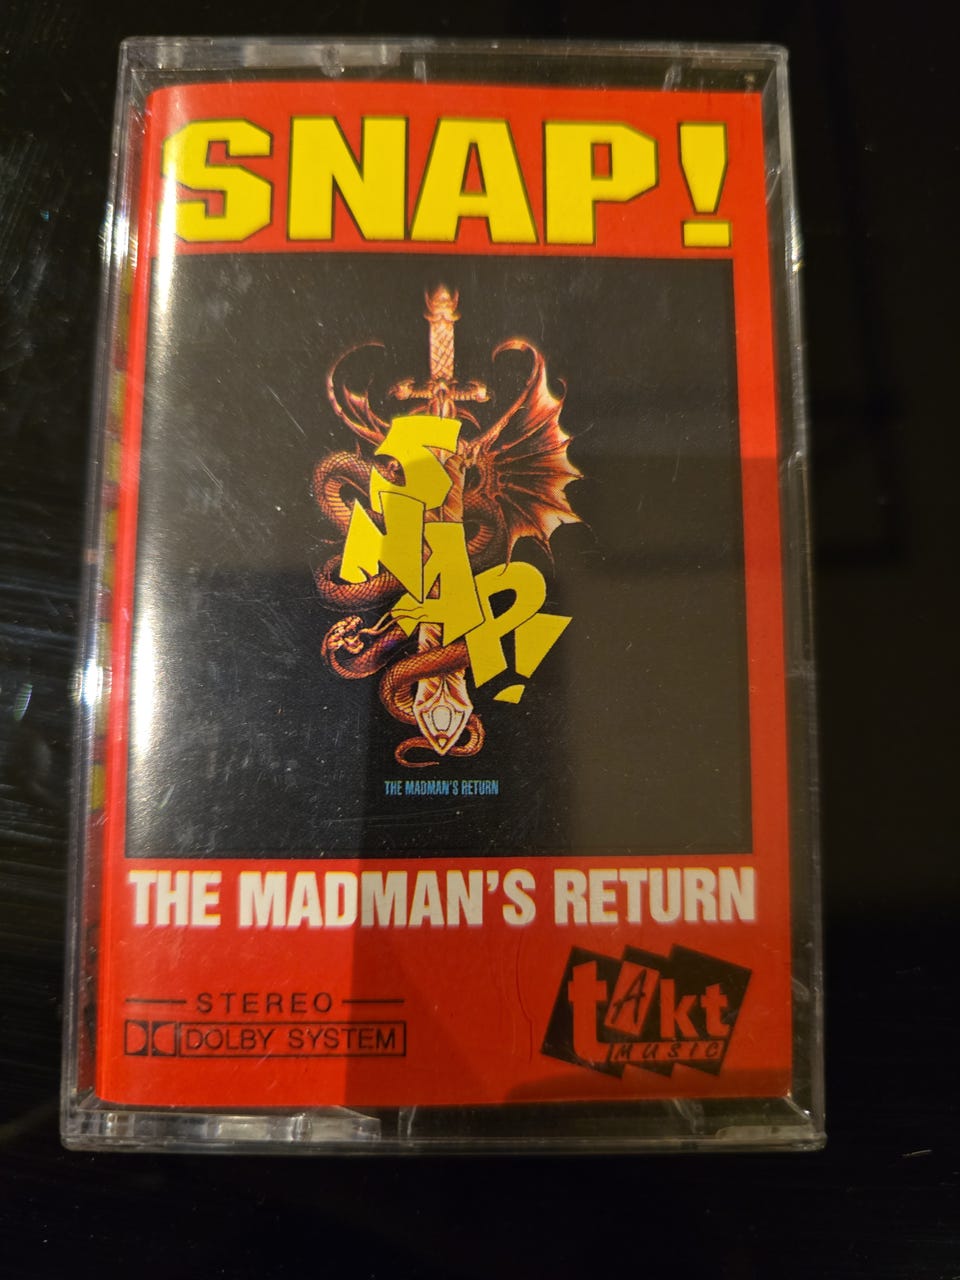 SNAP!
SNAP!
THE MADMAN'S RETURN
THE MADMAN'S RETURN
STEREO
DOLBY SYSTEM
tAkt
MUSIC